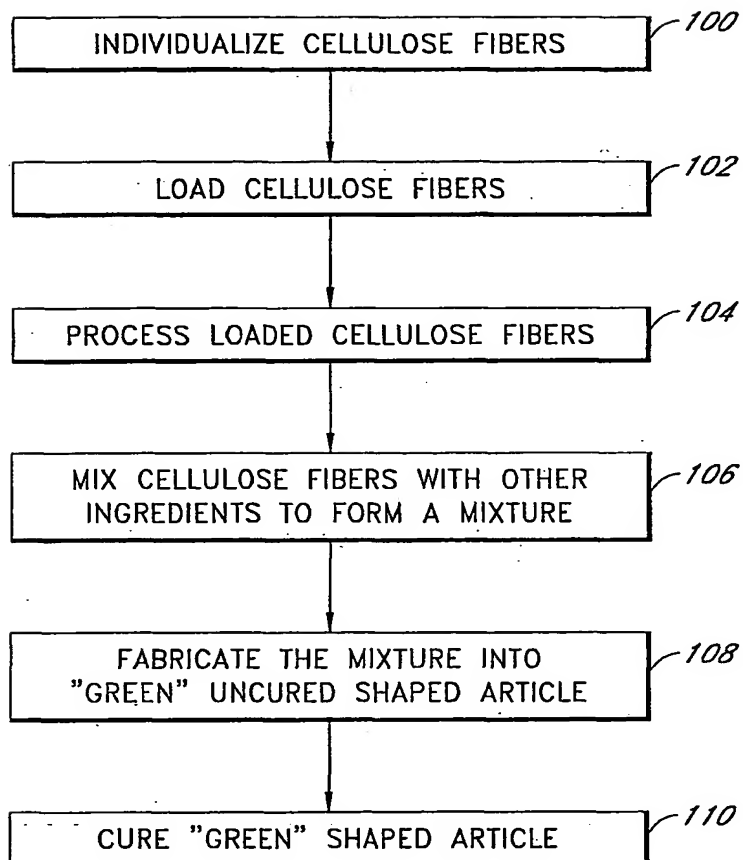 INDIVIDUALIZE CELLULOSE FIBERS
100
LOAD CELLULOSE FIBERS
102
PROCESS LOADED CELLULOSE FIBERS
104
MIX CELLULOSE FIBERS WITH OTHER
INGREDIENTS TO FORM A MIXTURE
106
FABRICATE THE MIXTURE INTO
"GREEN" UNCURED SHAPED ARTICLE
108
CURE "GREEN" SHAPED ARTICLE
110